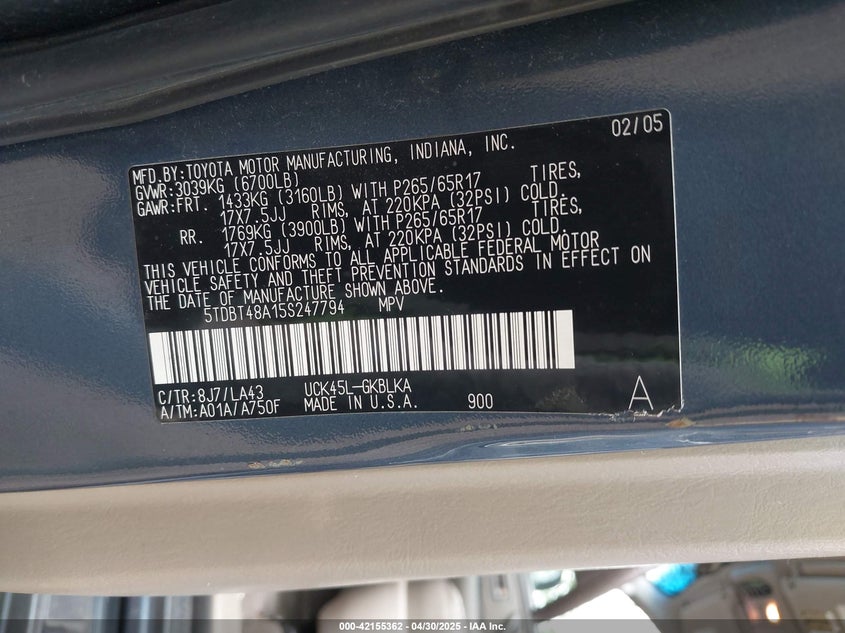 02/05
MFD.BY:TOYOTA MOTOR MANUFACTURING, INDIANA, INC.
GVWR:3039KG (6700LB)
GAWR:FRT. 1433KG (3160LB) WITH P265/65R17 TIRES,
17X7.5JJ RIMS, AT 220KPA (32PSI) COLD.
RR. 1769KG (3900LB) WITH P265/65R17 TIRES,
17X7.5JJ RIMS, AT 220KPA (32PSI) COLD.
THIS VEHICLE CONFORMS TO ALL APPLICABLE FEDERAL MOTOR
VEHICLE SAFETY AND THEFT PREVENTION STANDARDS IN EFFECT ON
THE DATE OF MANUFACTURE SHOWN ABOVE.
5TDBT48A15S247794 MPV
C/TR:8J7/LA43 UCK45L-GKBLKA
A/TM:A01A/A750F MADE IN U.S.A. 900 A
000-42155362 - 04/30/2025 - IAA Inc.